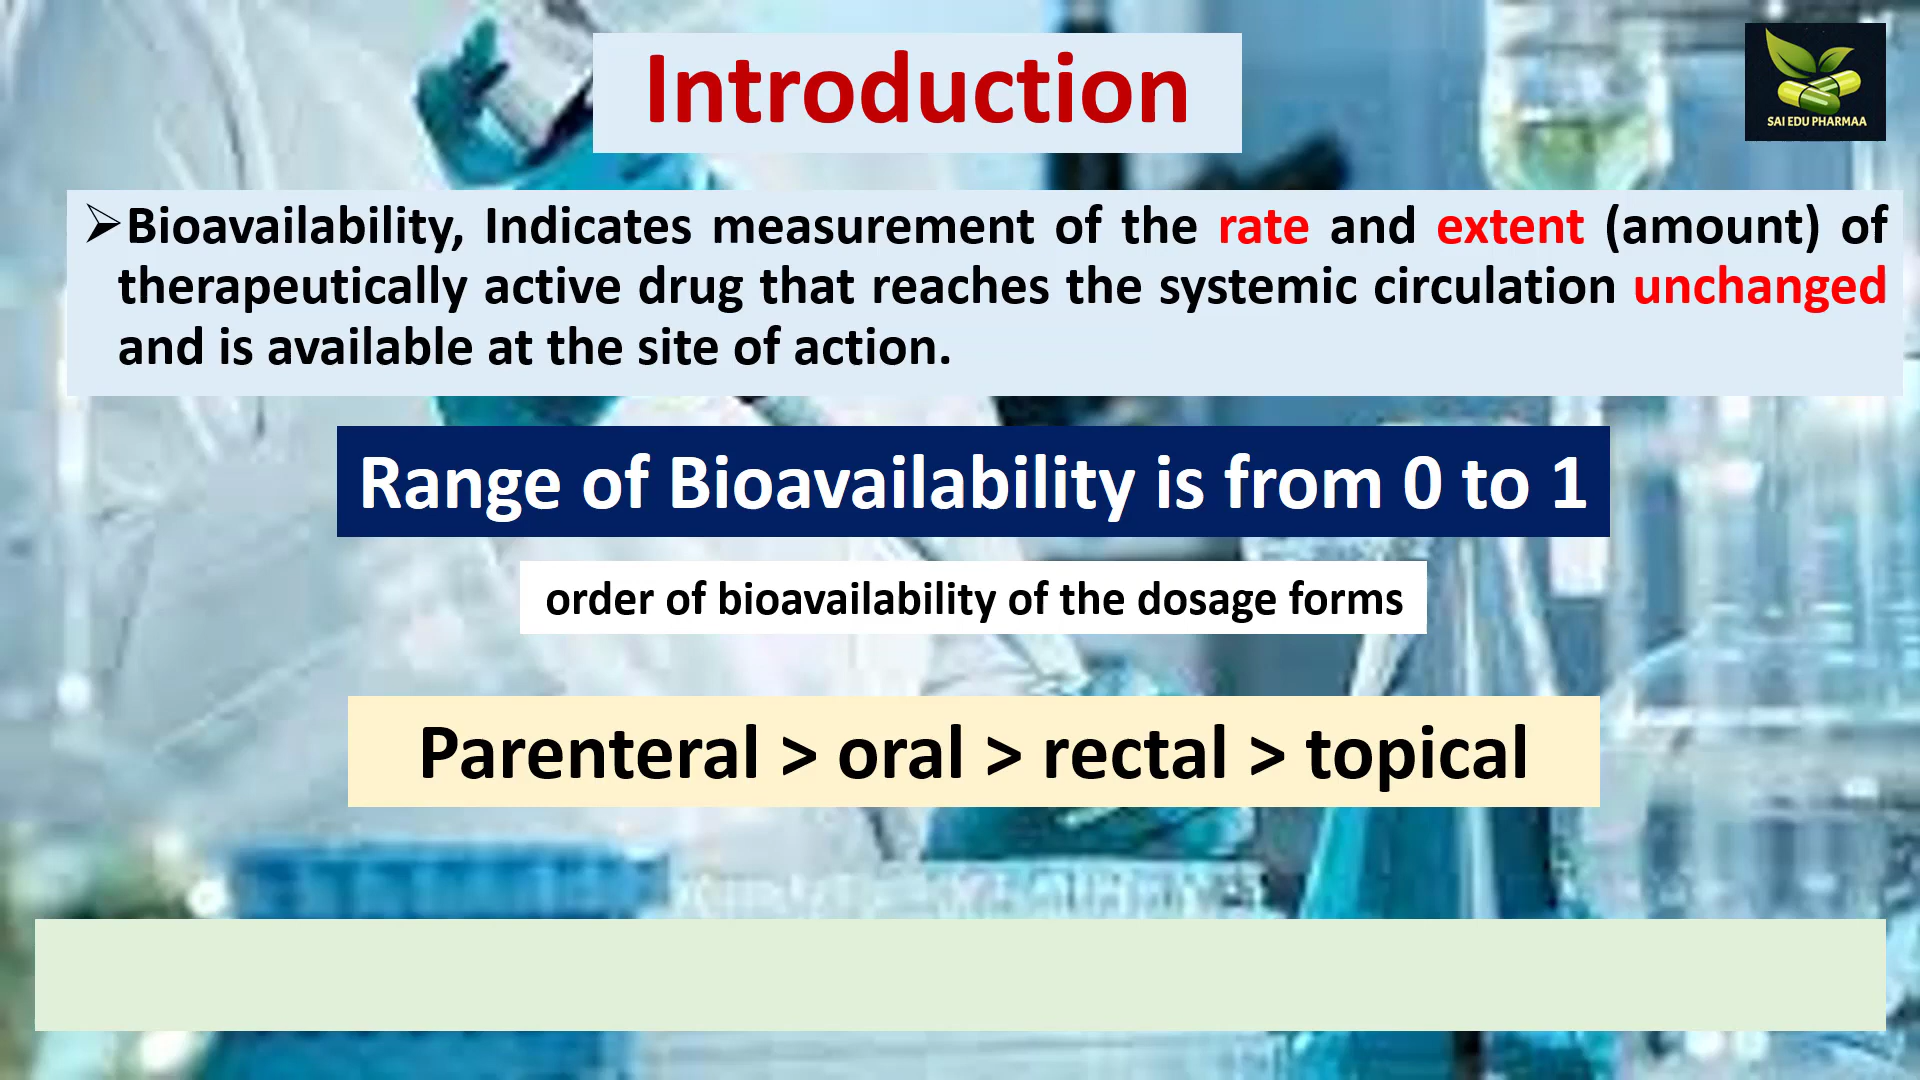 Introduction
SAI EDU PHARMAA
➢Bioavailability, Indicates measurement of the rate and extent (amount) of
therapeutically active drug that reaches the systemic circulation unchanged
and is available at the site of action.
Range of Bioavailability is from 0 to 1
order of bioavailability of the dosage forms
Parenteral > oral > rectal > topical